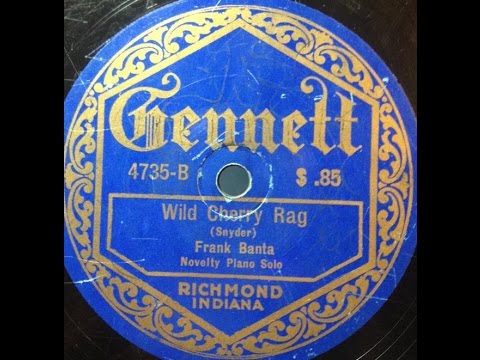 Gennett
4735-B $ .85
Wild Cherry Rag
(Snyder)
Frank Banta
Novelty Piano Solo
RICHMOND
INDIANA